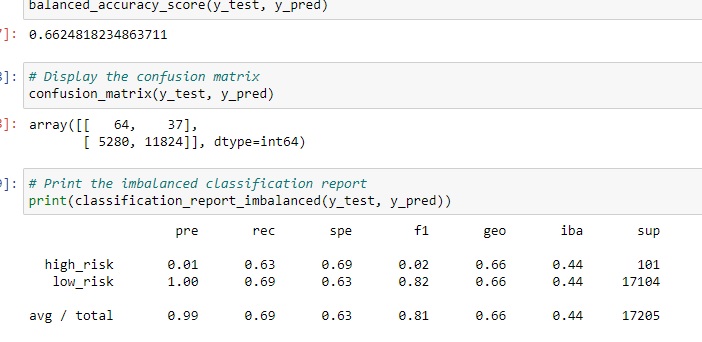 balanced_accuracy_score(y_test, y_pred)
]: 0.6624818234863711
]: # Display the confusion matrix
confusion_matrix(y_test, y_pred)
]: array([[   64,    37],
       [ 5280, 11824]], dtype=int64)
]: # Print the imbalanced classification report
print(classification_report_imbalanced(y_test, y_pred))
pre rec spe f1 geo iba sup
high_risk 0.01 0.63 0.69 0.02 0.66 0.44 101
low_risk 1.00 0.69 0.63 0.82 0.66 0.44 17104
avg / total 0.99 0.69 0.63 0.81 0.66 0.44 17205